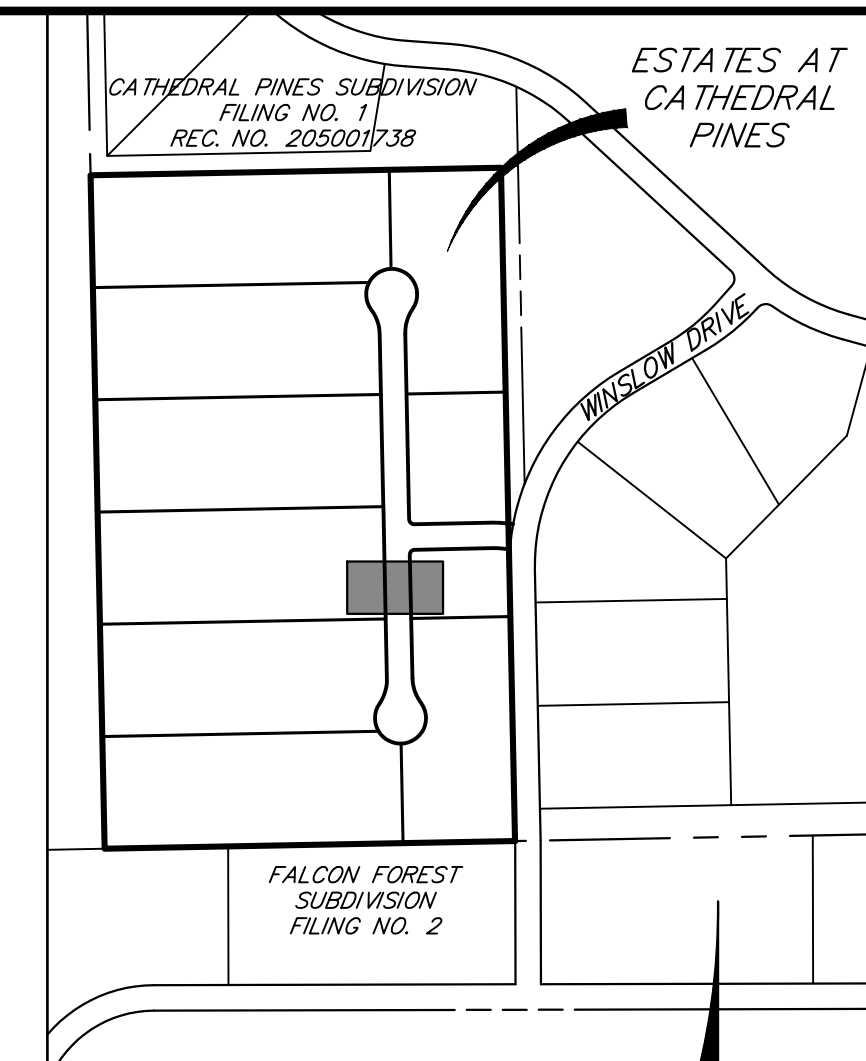 ESTATES AT
CATHEDRAL
PINES
CATHEDRAL PINES SUBDIVISION
FILING NO. 1
REC. NO. 205001738
WINSLOW DRIVE
FALCON FOREST
SUBDIVISION
FILING NO. 2